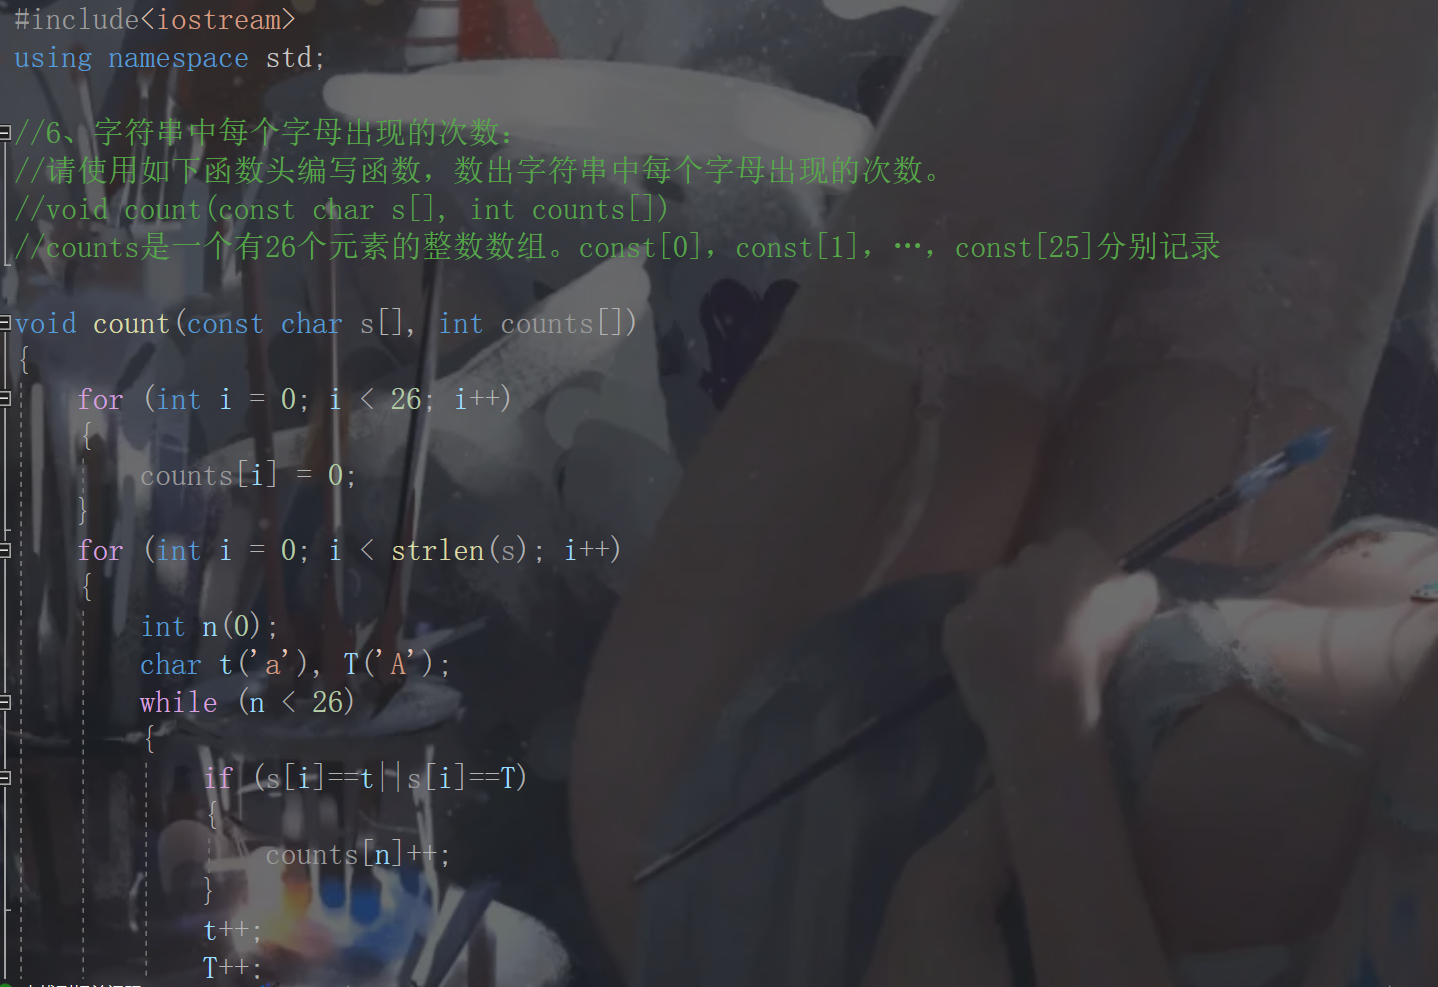 #include<iostream>
using namespace std;
//6、字符串中每个字母出现的次数：
//请使用如下函数头编写函数，数出字符串中每个字母出现的次数。
//void count(const char s[], int counts[])
//counts是一个有26个元素的整数数组。const[0]，const[1]，…，const[25]分别记录
void count(const char s[], int counts[])
{
for (int i = 0; i < 26; i++)
{
counts[i] = 0;
}
for (int i = 0; i < strlen(s); i++)
{
int n(0);
char t('a'), T('A');
while (n < 26)
{
if (s[i]==t||s[i]==T)
{
counts[n]++;
}
t++;
T++;